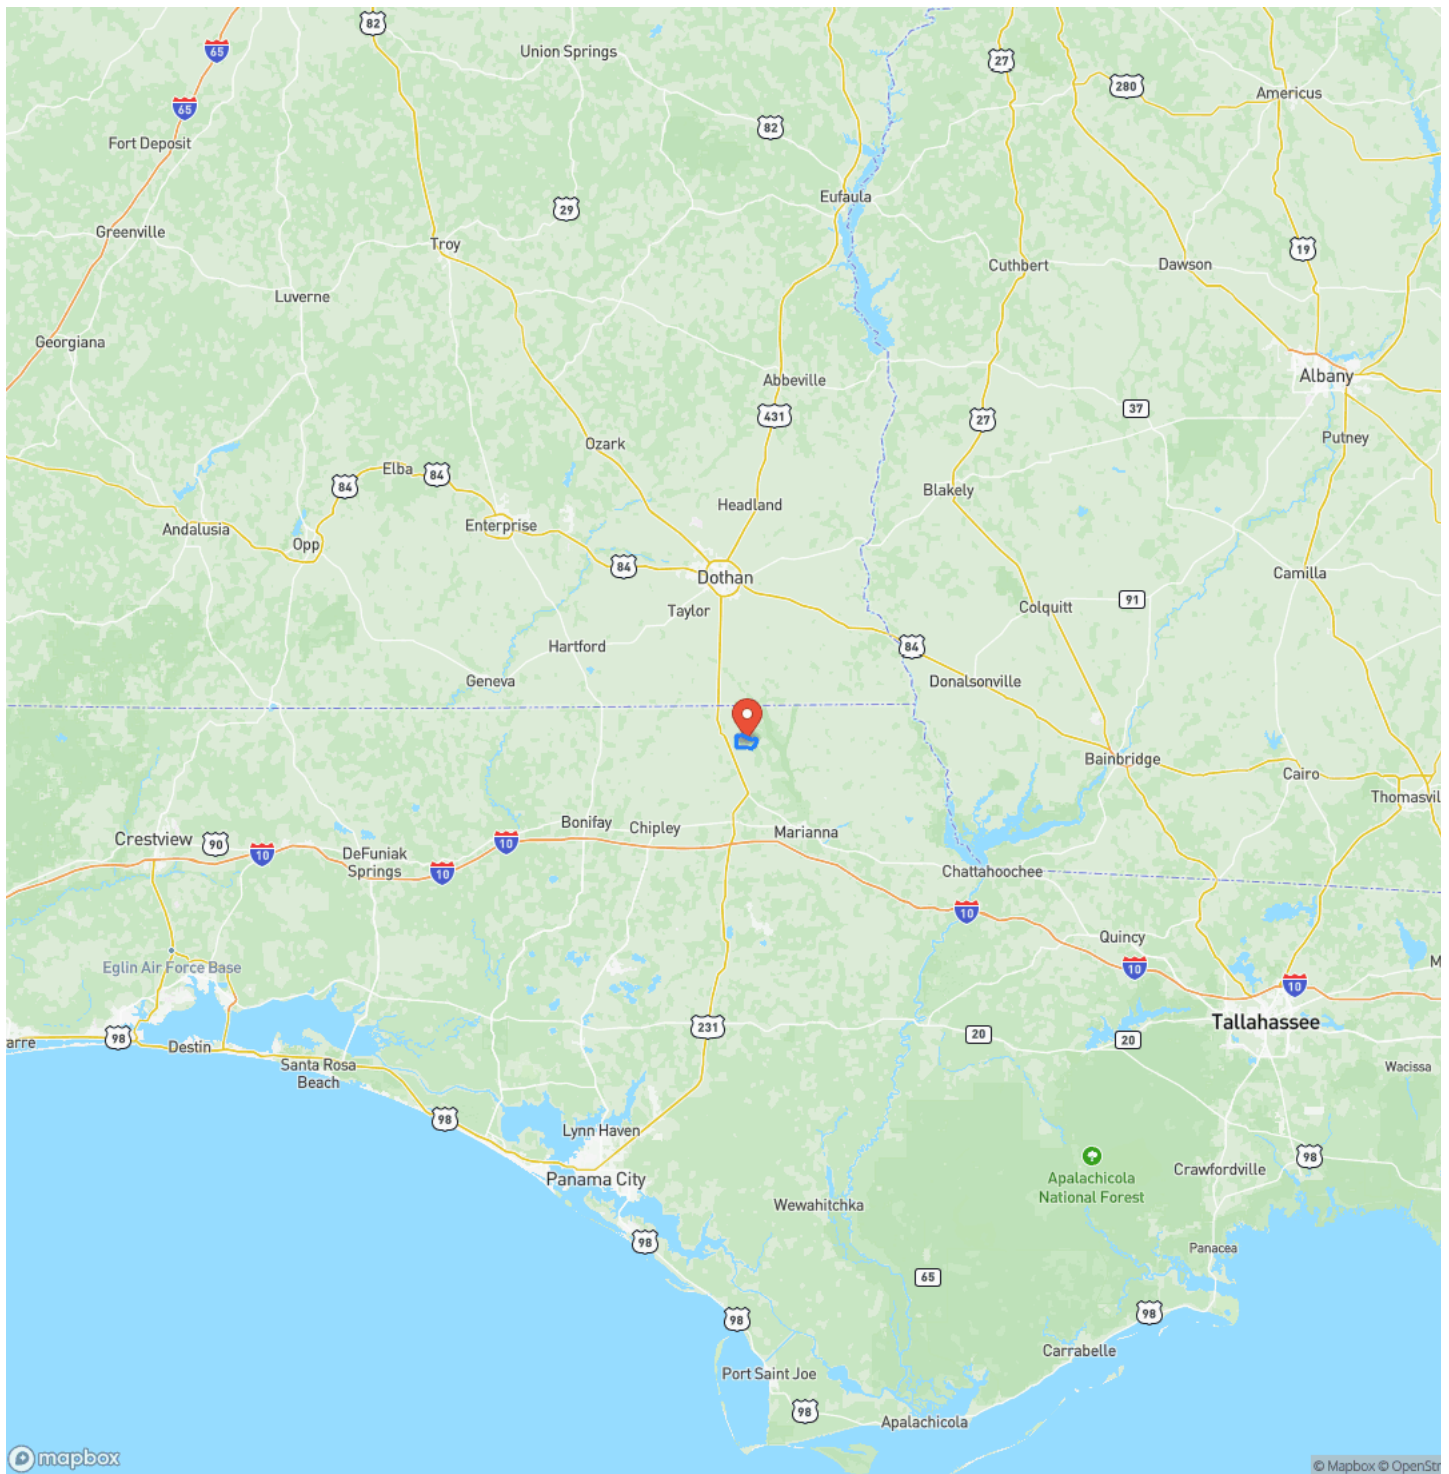 82
Union Springs
65
27
280
Americus
65
Fort Deposit
82
Eufaula
29
Greenville
Troy
19
Cuthbert
Dawson
Luverne
Georgiana
Abbeville
Albany
37
431
27
Ozark
Putney
Elba
84
84
Blakely
Headland
Andalusia
Enterprise
Opp
84
Dothan
Camilla
Taylor
Colquitt
91
Hartford
84
Geneva
Donalsonville
Bainbridge
Cairo
Thomasvil
Bonifay
Chipley
Marianna
Crestview
90
10
10
DeFuniak
Springs
10
Chattahoochee
10
Quincy
M
Eglin Air Force Base
10
10
Tallahassee
231
20
20
98
arre
Destin
Santa Rosa
Beach
Wacissa
98
Lynn Haven
98
Panama City
Apalachicola
National Forest
Crawfordville
Wewahitchka
98
Panacea
65
98
98
Carrabelle
Port Saint Joe
98
Apalachicola
mapbox
© Mapbox © OpenStr